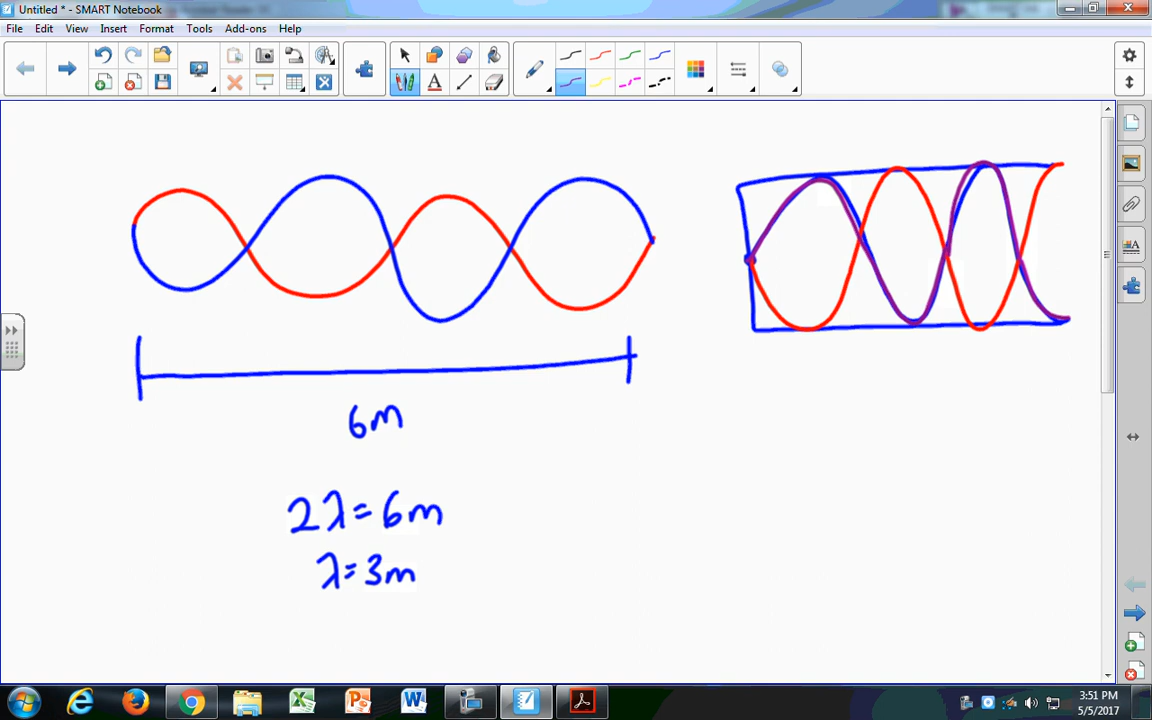 Untitled * - SMART Notebook
File Edit View Insert Format Tools Add-ons Help
6m
2λ = 6m
λ = 3m
3:51 PM
5/5/2017